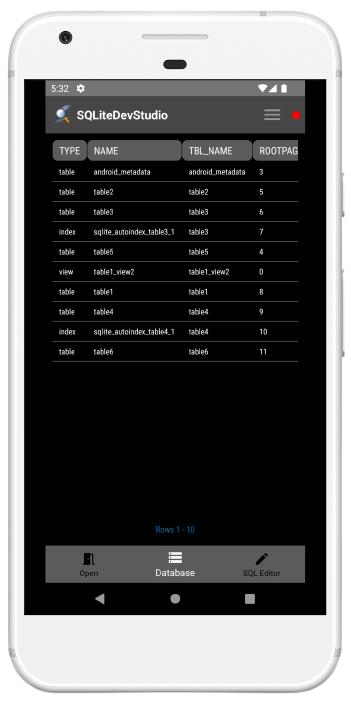 5:32
SQLiteDevStudio
TYPE NAME TBL_NAME ROOTPAG
table android_metadata android_metadata 3
table table2 table2 5
table table3 table3 6
index sqlite_autoindex_table3_1 table3 7
table table5 table5 4
view table1_view2 table1_view2 0
table table1 table1 8
table table4 table4 9
index sqlite_autoindex_table4_1 table4 10
table table6 table6 11
Rows 1 - 10
Open Database SQL Editor